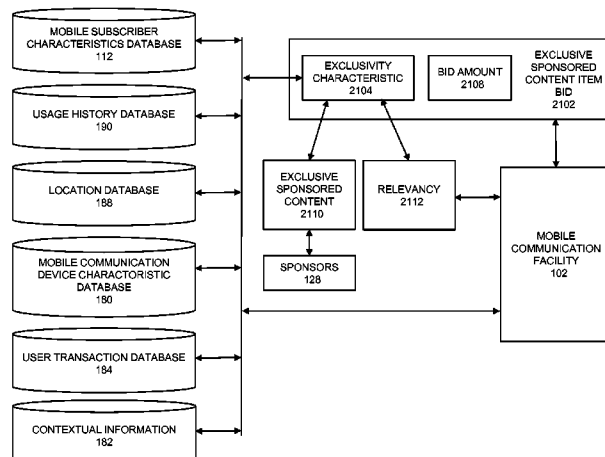 MOBILE SUBSCRIBER
CHARACTERISTICS DATABASE
112
USAGE HISTORY DATABASE
190
LOCATION DATABASE
188
MOBILE COMMUNICATION
DEVICE CHARACTORISTIC
DATABASE
180
USER TRANSACTION DATABASE
184
CONTEXTUAL INFORMATION
182
EXCLUSIVITY
CHARACTERISTIC
2104
BID AMOUNT
2108
EXCLUSIVE
SPONSORED
CONTENT ITEM
BID
2102
EXCLUSIVE
SPONSORED
CONTENT
2110
RELEVANCY
2112
SPONSORS
128
MOBILE
COMMUNICATION
FACILITY
102